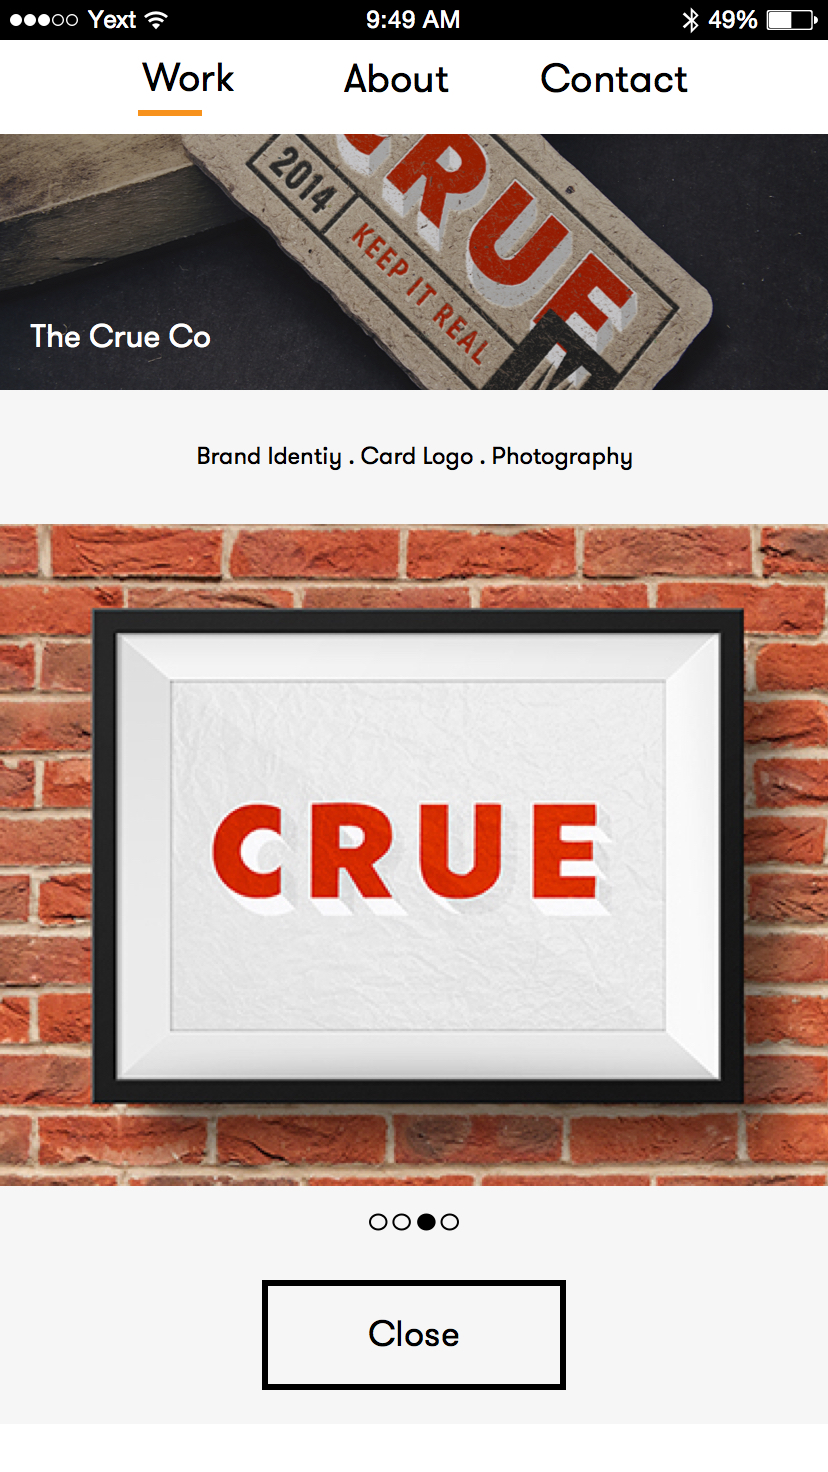 Yext 9:49 AM 49%
Work About Contact
CRUE
2014
KEEP IT REAL
The Crue Co
Brand Identiy . Card Logo . Photography
CRUE
Close